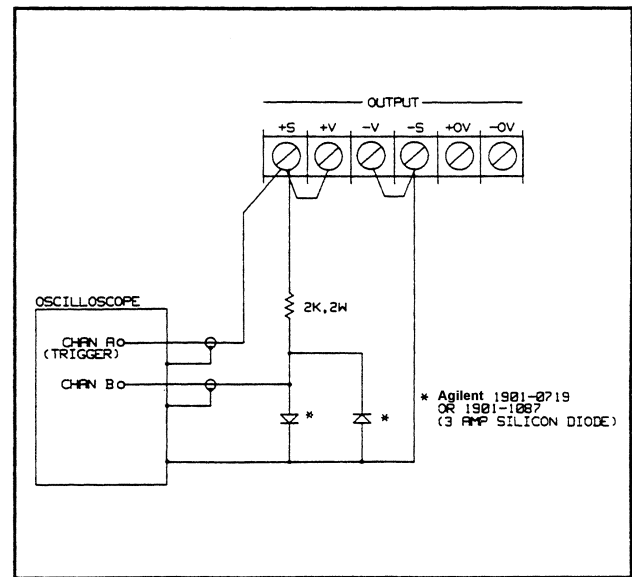 OUTPUT
+S +V -V -S +OV -OV
2K,2W
OSCILLOSCOPE
CHAN A
(TRIGGER)
CHAN B
* *
* Agilent 1901-0719
OR 1901-1087
(3 AMP SILICON DIODE)